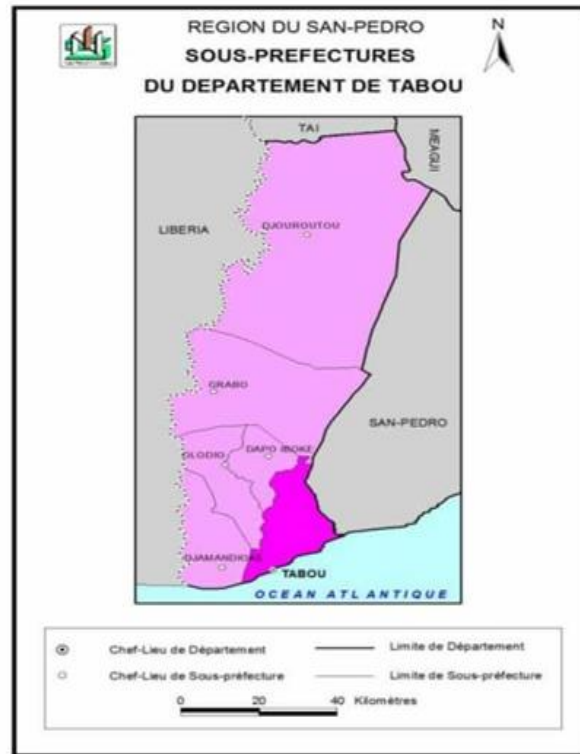 REGION DU SAN-PEDRO
SOUS-PREFECTURES
DU DEPARTEMENT DE TABOU
N
TAI
MEAGUI
DJOUROUTOU
LIBERIA
GRABO
SAN-PEDRO
OLODIO
DAPO IBOKE
TABOU
OCEAN ATLANTIQUE
Chef-Lieu de Département
Limite de Département
Chef-Lieu de Sous-préfecture
Limite de Sous-préfecture
0 20 40 Kilomètres